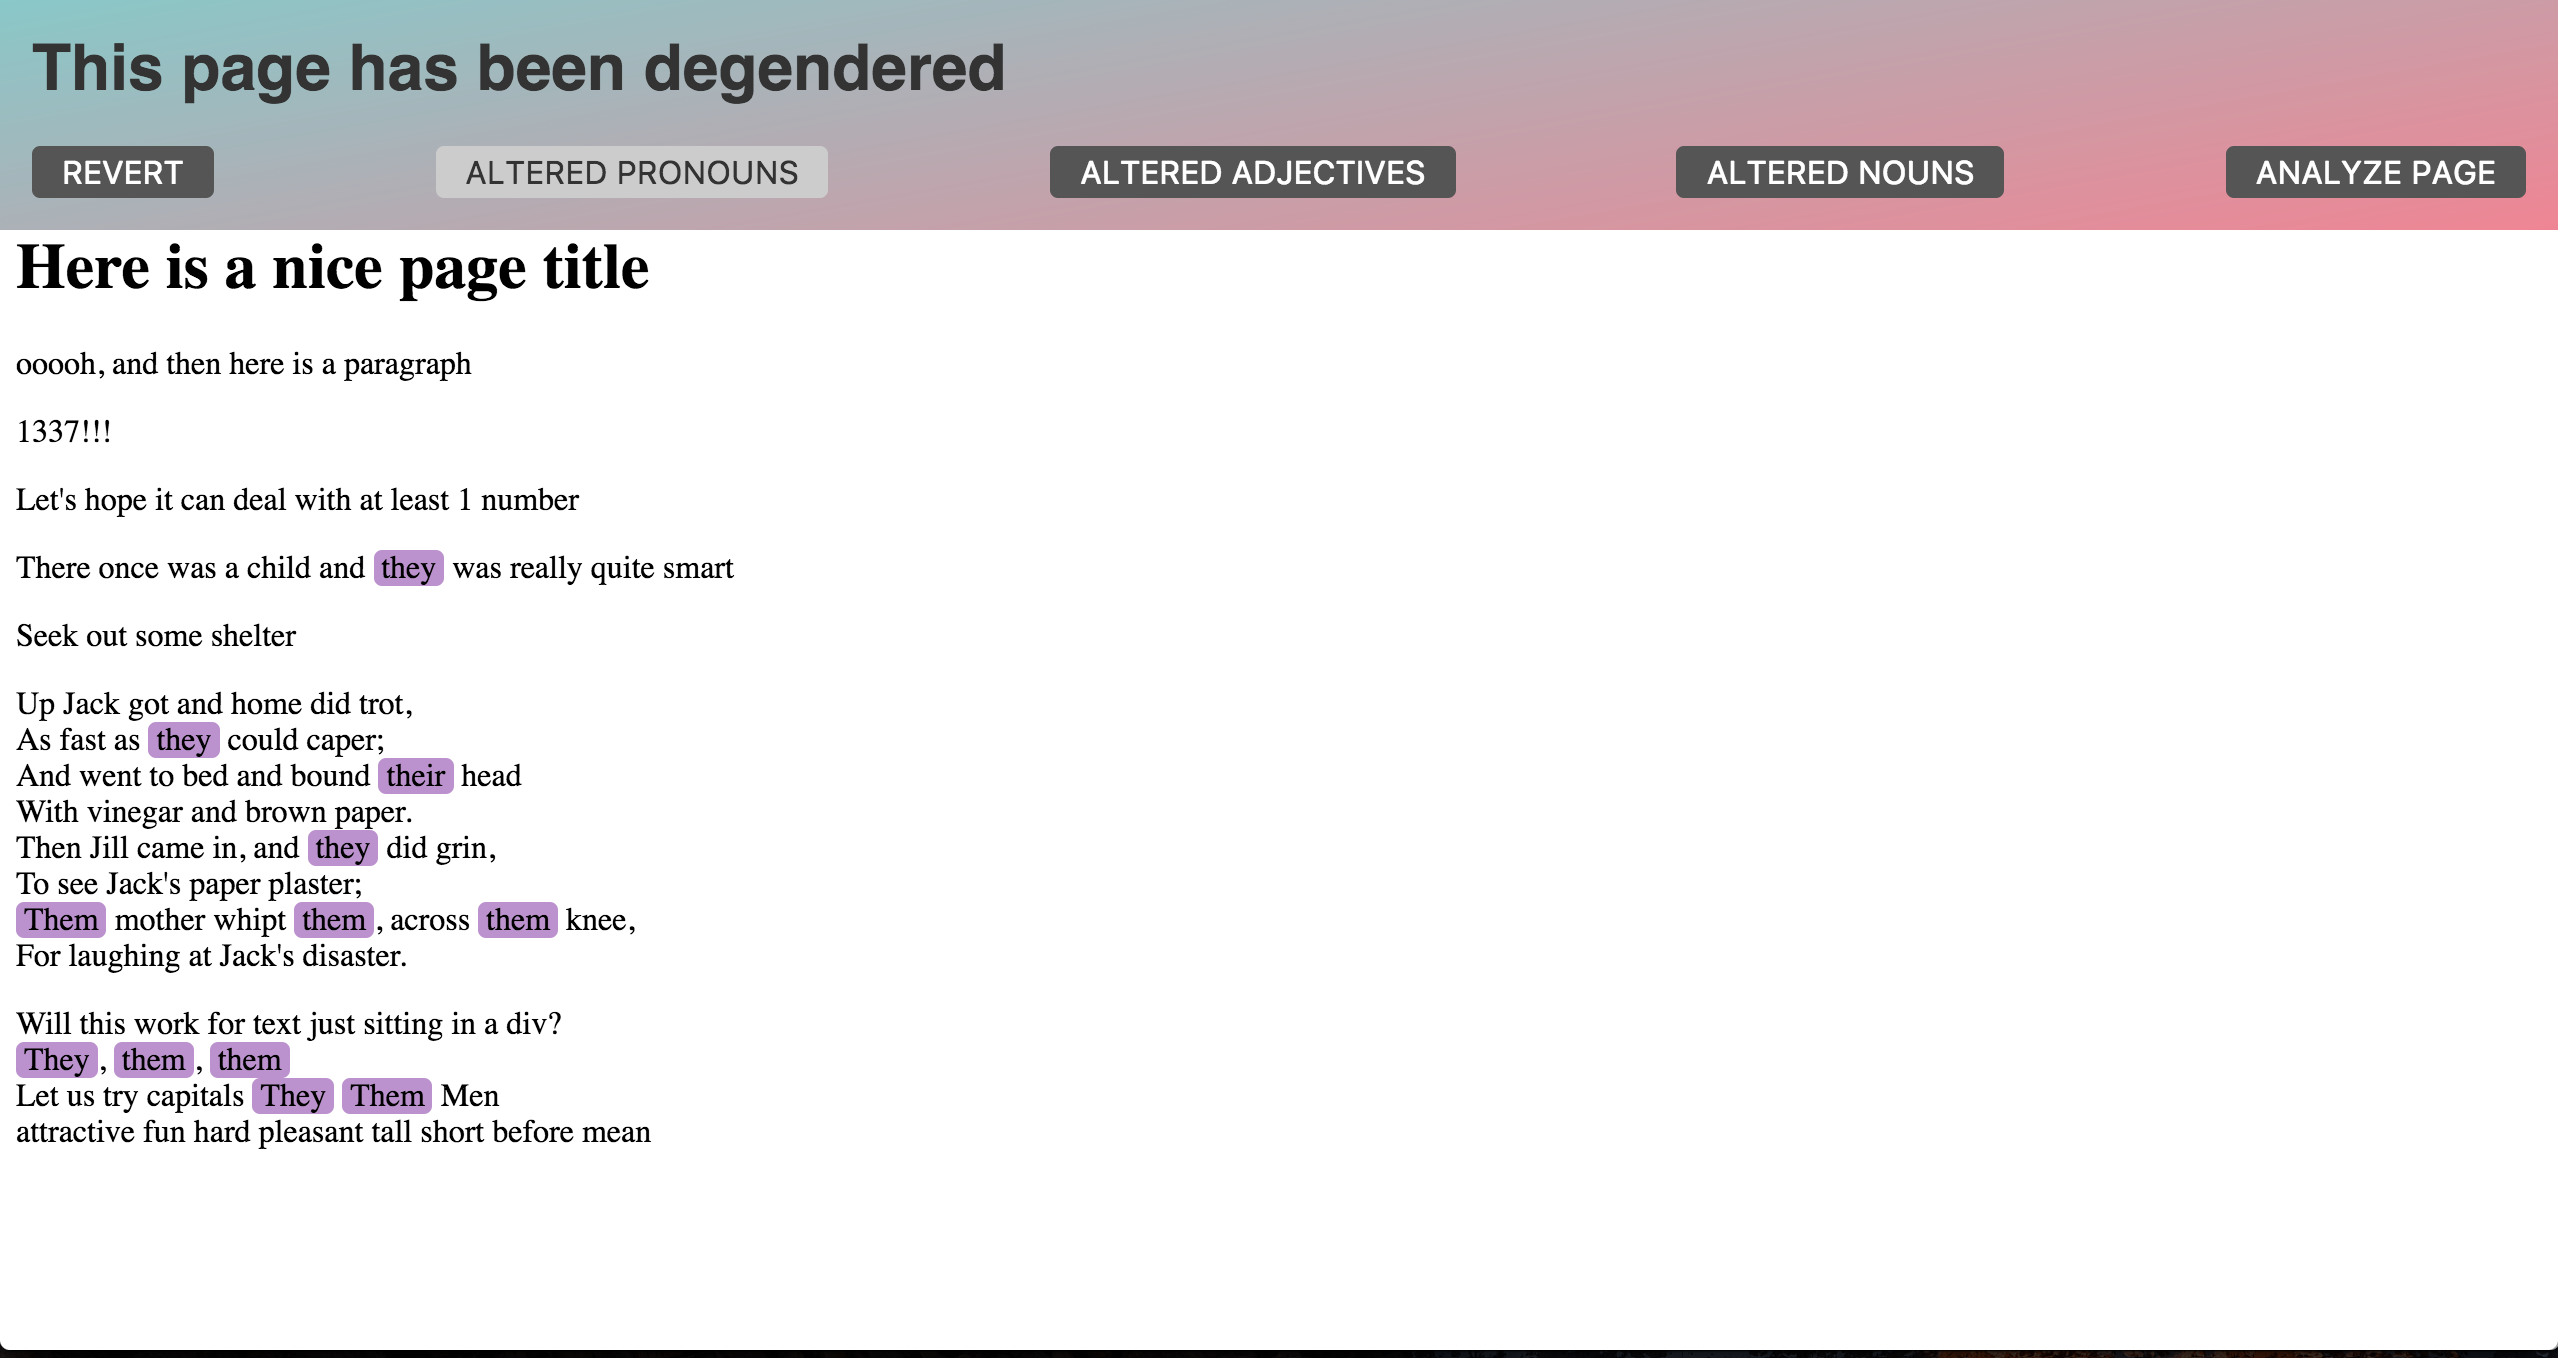 This page has been degendered
REVERT ALTERED PRONOUNS ALTERED ADJECTIVES ALTERED NOUNS ANALYZE PAGE
Here is a nice page title
ooooh, and then here is a paragraph
1337!!!
Let's hope it can deal with at least 1 number
There once was a child and they was really quite smart
Seek out some shelter
Up Jack got and home did trot,
As fast as they could caper;
And went to bed and bound their head
With vinegar and brown paper.
Then Jill came in, and they did grin,
To see Jack's paper plaster;
Them mother whipt them, across them knee,
For laughing at Jack's disaster.
Will this work for text just sitting in a div?
They, them, them
Let us try capitals They Them Men
attractive fun hard pleasant tall short before mean